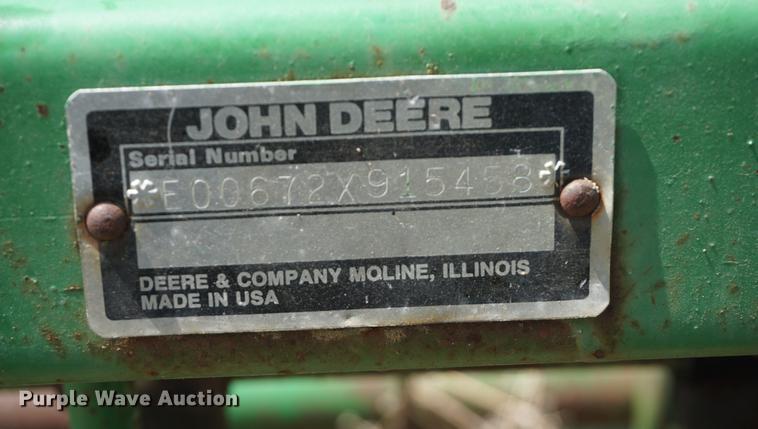 JOHN DEERE
Serial Number
E00672X915458
DEERE & COMPANY MOLINE, ILLINOIS
MADE IN USA
Purple Wave Auction